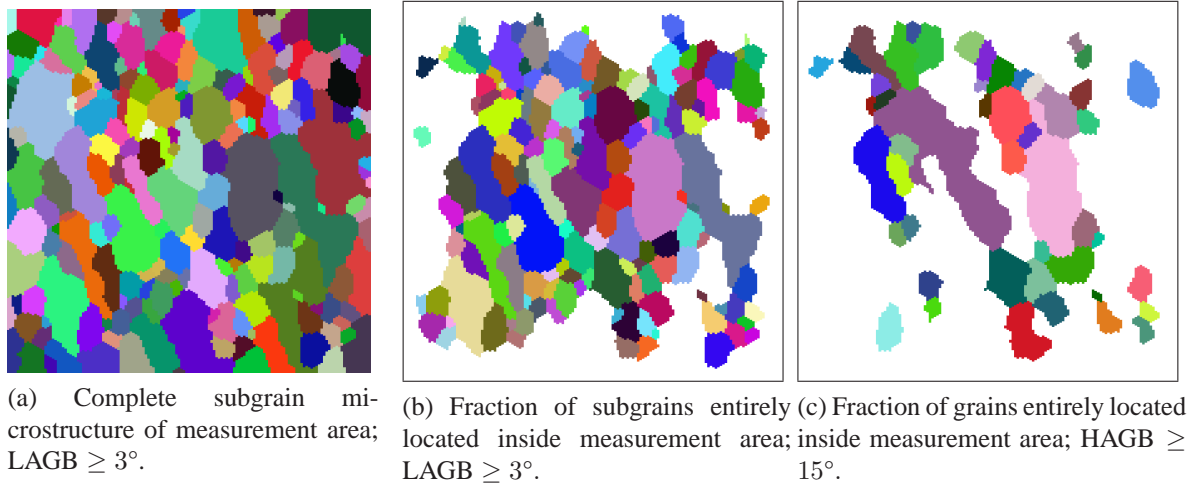 (a) Complete subgrain mi-
crostructure of measurement area;
LAGB ≥ 3°.
(b) Fraction of subgrains entirely
located inside measurement area;
LAGB ≥ 3°.
(c) Fraction of grains entirely located
inside measurement area; HAGB ≥
15°.